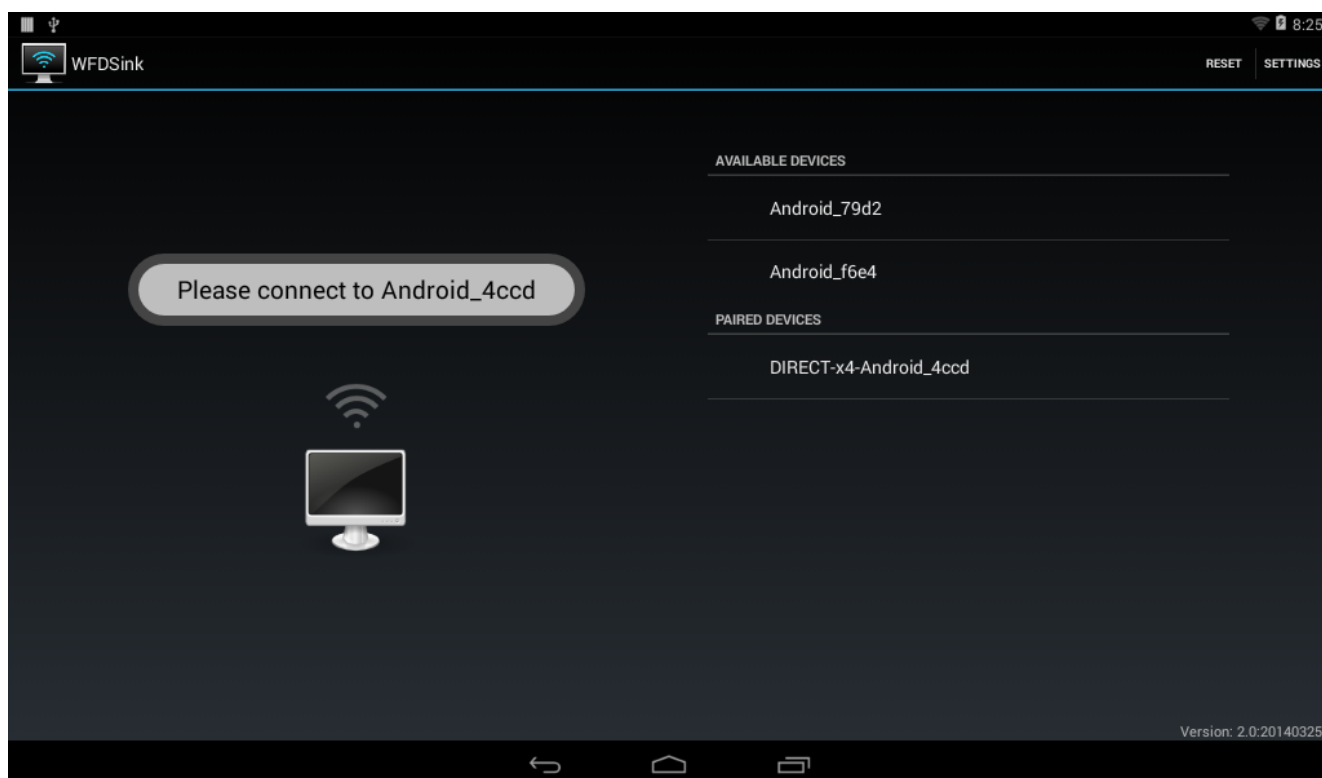 8:25
WFDSink
RESET
SETTINGS
AVAILABLE DEVICES
Android_79d2
Android_f6e4
Please connect to Android_4ccd
PAIRED DEVICES
DIRECT-x4-Android_4ccd
Version: 2.0:20140325